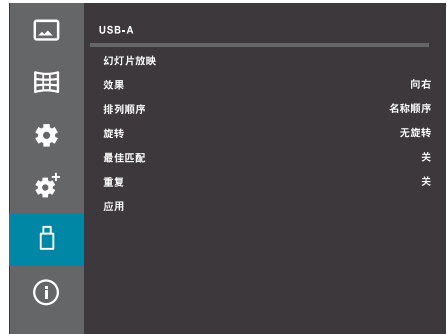 USB-A
幻灯片放映
效果 向右
排列顺序 名称顺序
旋转 无旋转
最佳匹配 关
重复 关
应用